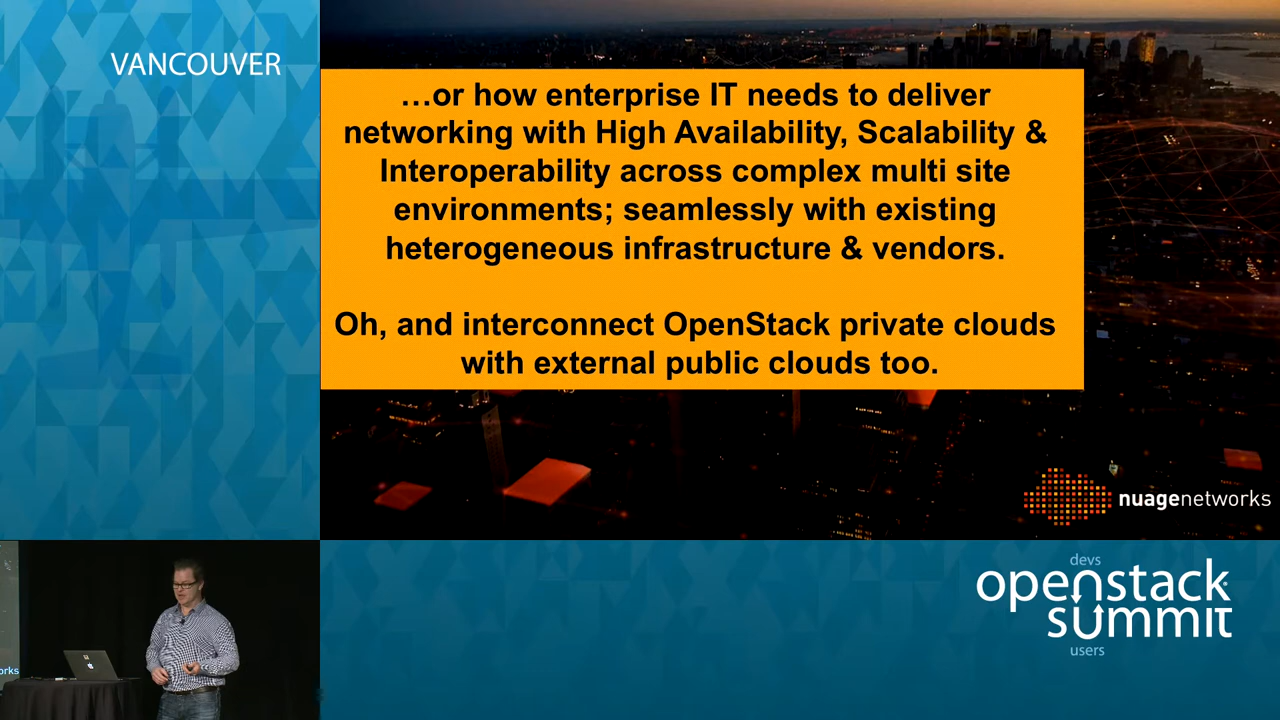 VANCOUVER
…or how enterprise IT needs to deliver
networking with High Availability, Scalability &
Interoperability across complex multi site
environments; seamlessly with existing
heterogeneous infrastructure & vendors.
Oh, and interconnect OpenStack private clouds
with external public clouds too.
nuagenetworks
orks
devs
openstack
summit
users